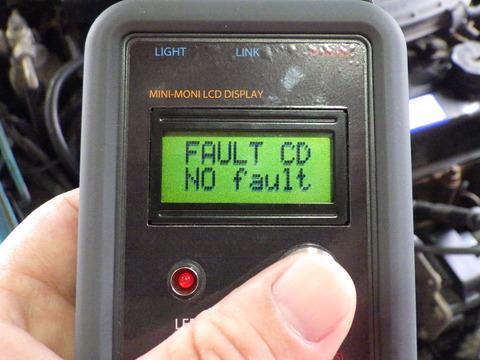 LIGHT LINK
MINI-MONI LCD DISPLAY
FAULT CD
NO fault